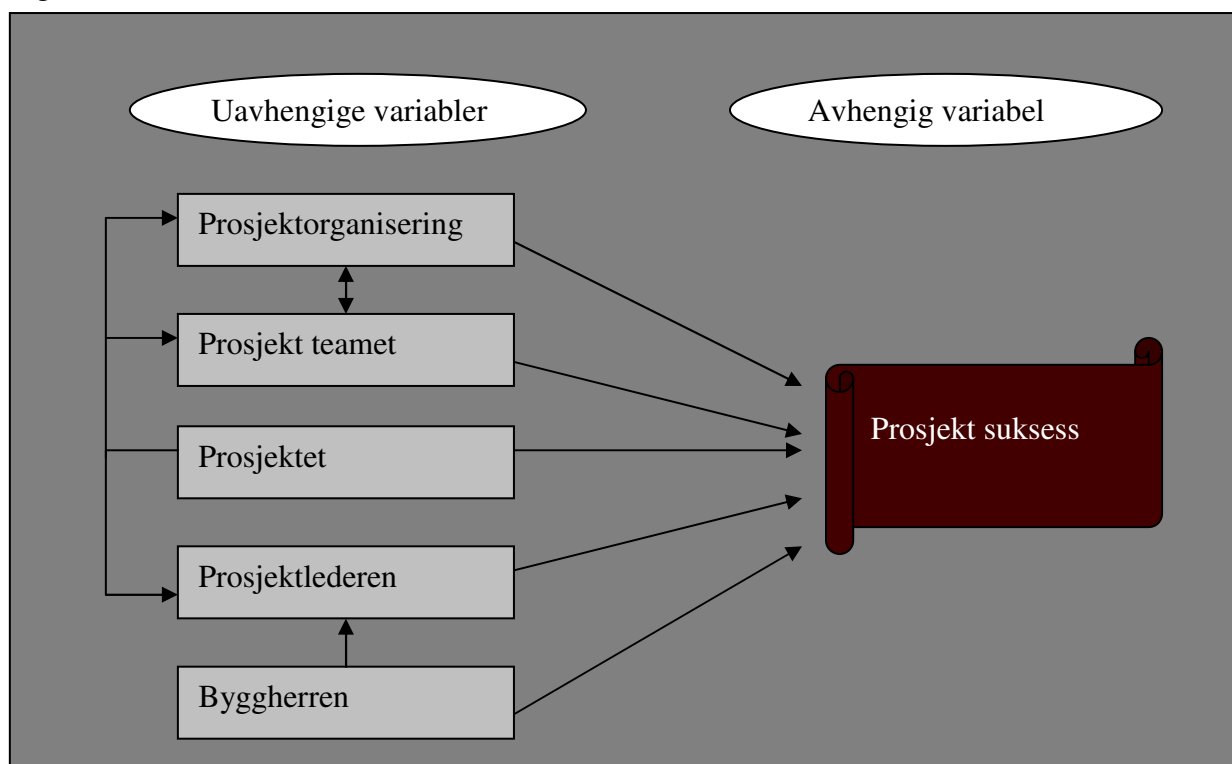 Uavhengige variabler
Avhengig variabel
Prosjektorganisering
Prosjekt teamet
Prosjektet
Prosjektlederen
Byggherren
Prosjekt suksess